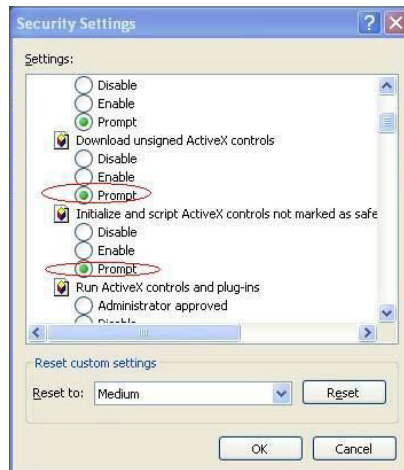 Security Settings
Settings:
Disable
Enable
Prompt
Download unsigned ActiveX controls
Disable
Enable
Prompt
Initialize and script ActiveX controls not marked as safe
Disable
Enable
Prompt
Run ActiveX controls and plug-ins
Administrator approved
Disable
Reset custom settings
Reset to: Medium Reset
OK Cancel